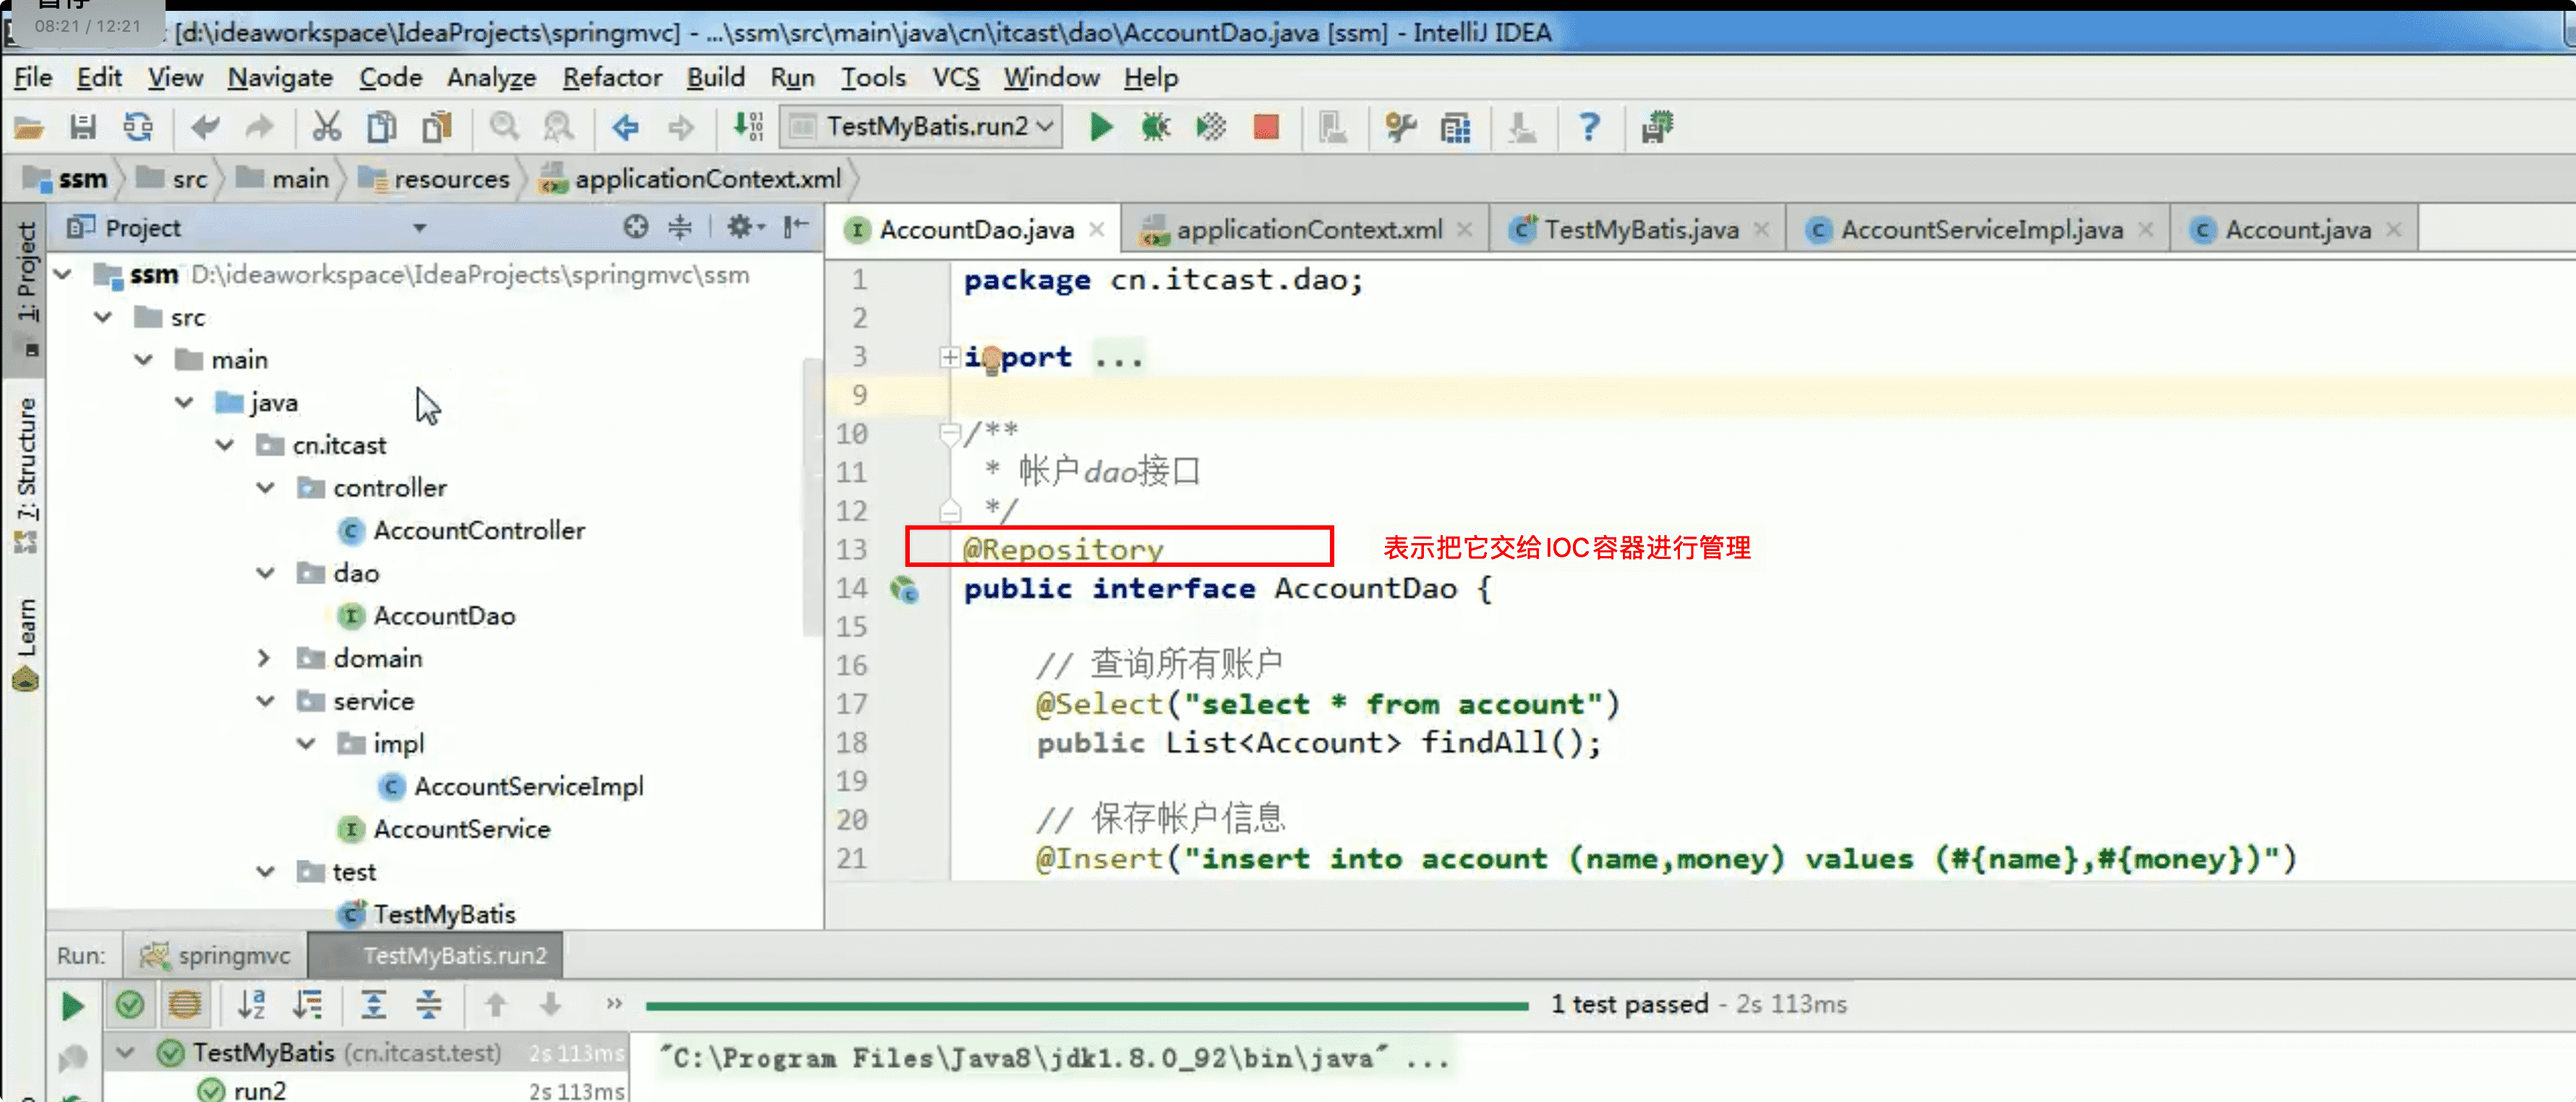 暂停
08:21 / 12:21
[d:\ideaworkspace\IdeaProjects\springmvc] - ...\ssm\src\main\java\cn\itcast\dao\AccountDao.java [ssm] - IntelliJ IDEA
File Edit View Navigate Code Analyze Refactor Build Run Tools VCS Window Help
TestMyBatis.run2
ssm src main resources applicationContext.xml
1: Project
7: Structure
Learn
Project
ssm D:\ideaworkspace\IdeaProjects\springmvc\ssm
src
main
java
cn.itcast
controller
AccountController
dao
AccountDao
domain
service
impl
AccountServiceImpl
AccountService
test
TestMyBatis
AccountDao.java applicationContext.xml TestMyBatis.java AccountServiceImpl.java Account.java
1 package cn.itcast.dao;
2
3 import ...
9
10 /**
11 * 帐户dao接口
12 */
13 @Repository 表示把它交给IOC容器进行管理
14 public interface AccountDao {
15
16 // 查询所有账户
17 @Select("select * from account")
18 public List<Account> findAll();
19
20 // 保存帐户信息
21 @Insert("insert into account (name,money) values (#{name},#{money})")
Run: springmvc TestMyBatis.run2
1 test passed - 2s 113ms
TestMyBatis (cn.itcast.test) 2s 113ms
run2 2s 113ms
"C:\Program Files\Java8\jdk1.8.0_92\bin\java" ...